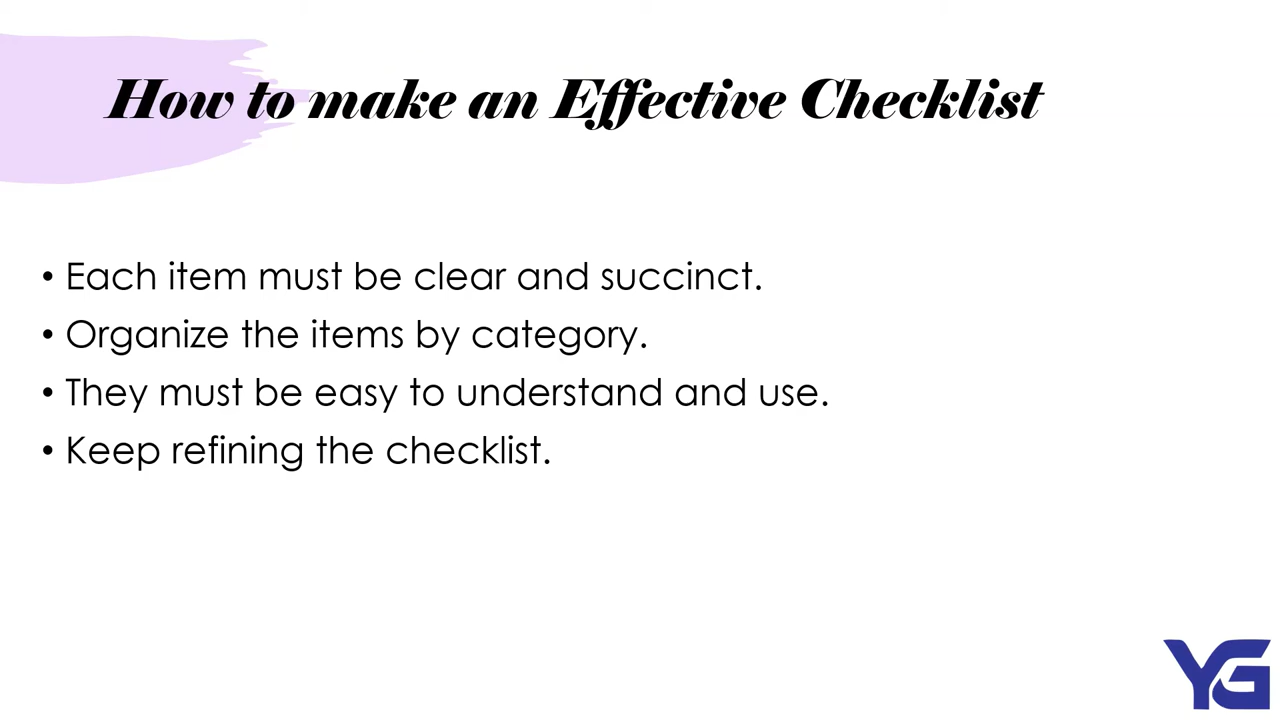 How to make an Effective Checklist
• Each item must be clear and succinct.
• Organize the items by category.
• They must be easy to understand and use.
• Keep refining the checklist.
YG